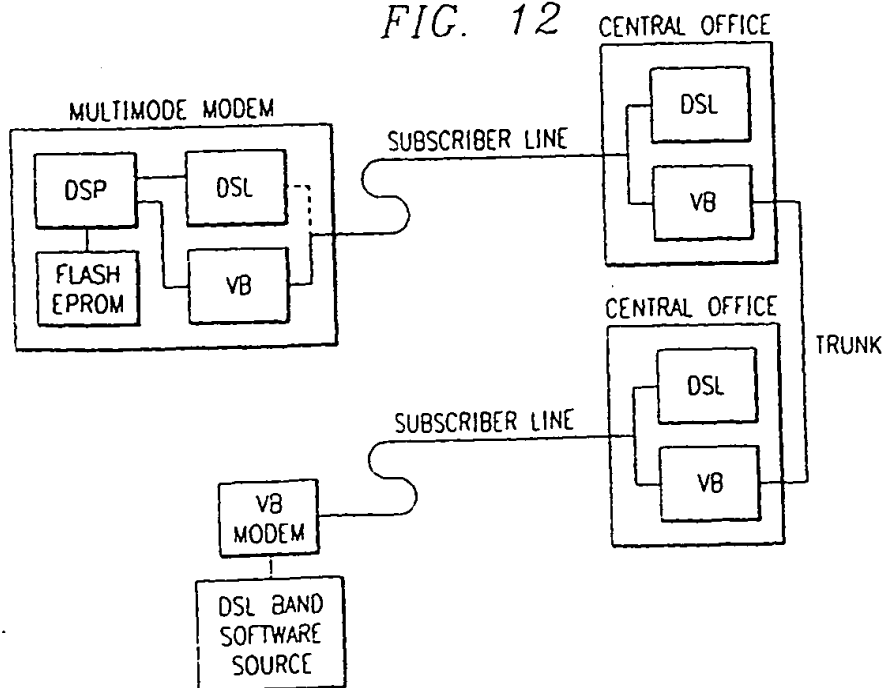 FIG. 12
CENTRAL OFFICE
MULTIMODE MODEM
DSL
SUBSCRIBER LINE
DSP
DSL
VB
FLASH
EPROM
VB
CENTRAL OFFICE
TRUNK
DSL
SUBSCRIBER LINE
VB
VB
MODEM
DSL BAND
SOFTWARE
SOURCE